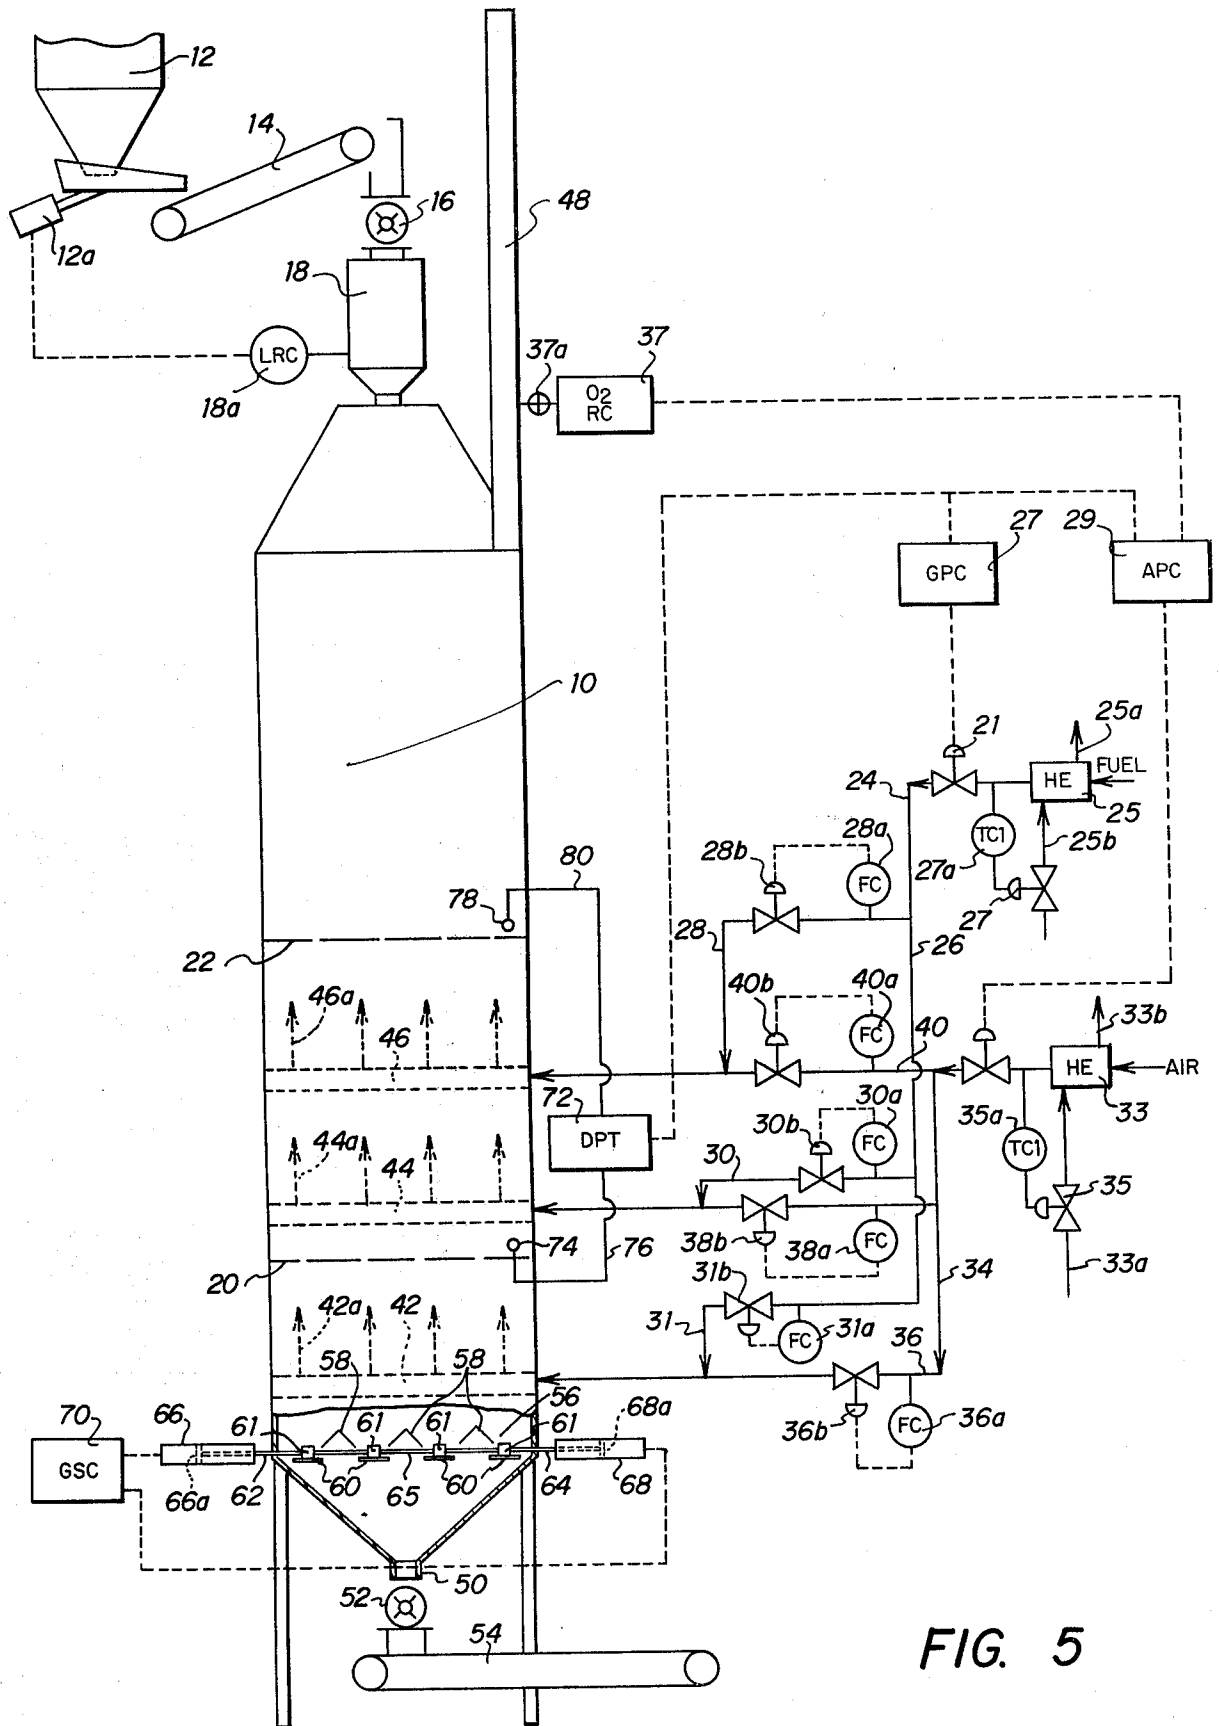 12
14
12a
16
48
18
LRC
18a
37a
37
O2
RC
27
29
GPC
APC
10
21
25a
FUEL
HE
25
24
28a
28b
FC
TC1
27a
25b
27
80
78
28
26
22
40b
40a
FC
33b
46a
46
40
HE
AIR
33
72
DPT
30a
30b
FC
35a
TC1
44a
44
30
35
38b
38a
FC
74
76
20
31b
34
33a
42a
42
31
FC
31a
36
58
58
56
68a
36b
FC
36a
70
66
61
61
61
61
GSC
66a
62
60
65
60
64
68
50
52
54
FIG. 5